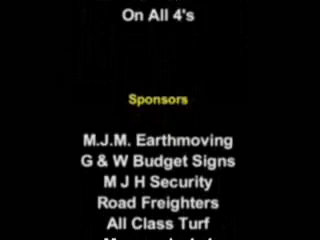 On All 4's
Sponsors
M.J.M. Earthmoving
G & W Budget Signs
M J H Security
Road Freighters
All Class Turf